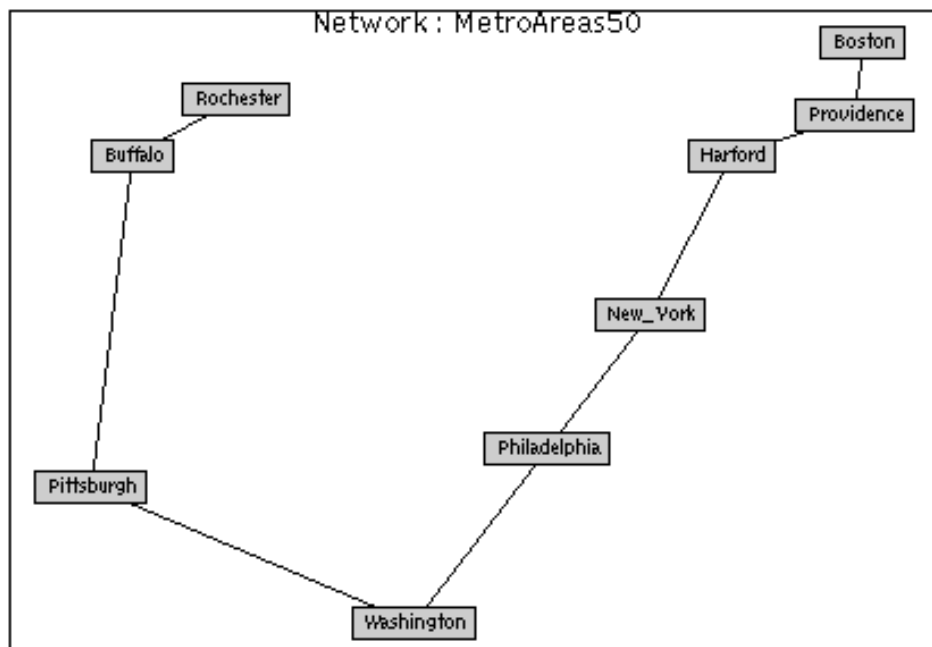 Network : MetroAreas50
Boston
Rochester
Providence
Buffalo
Harford
New_York
Philadelphia
Pittsburgh
Washington